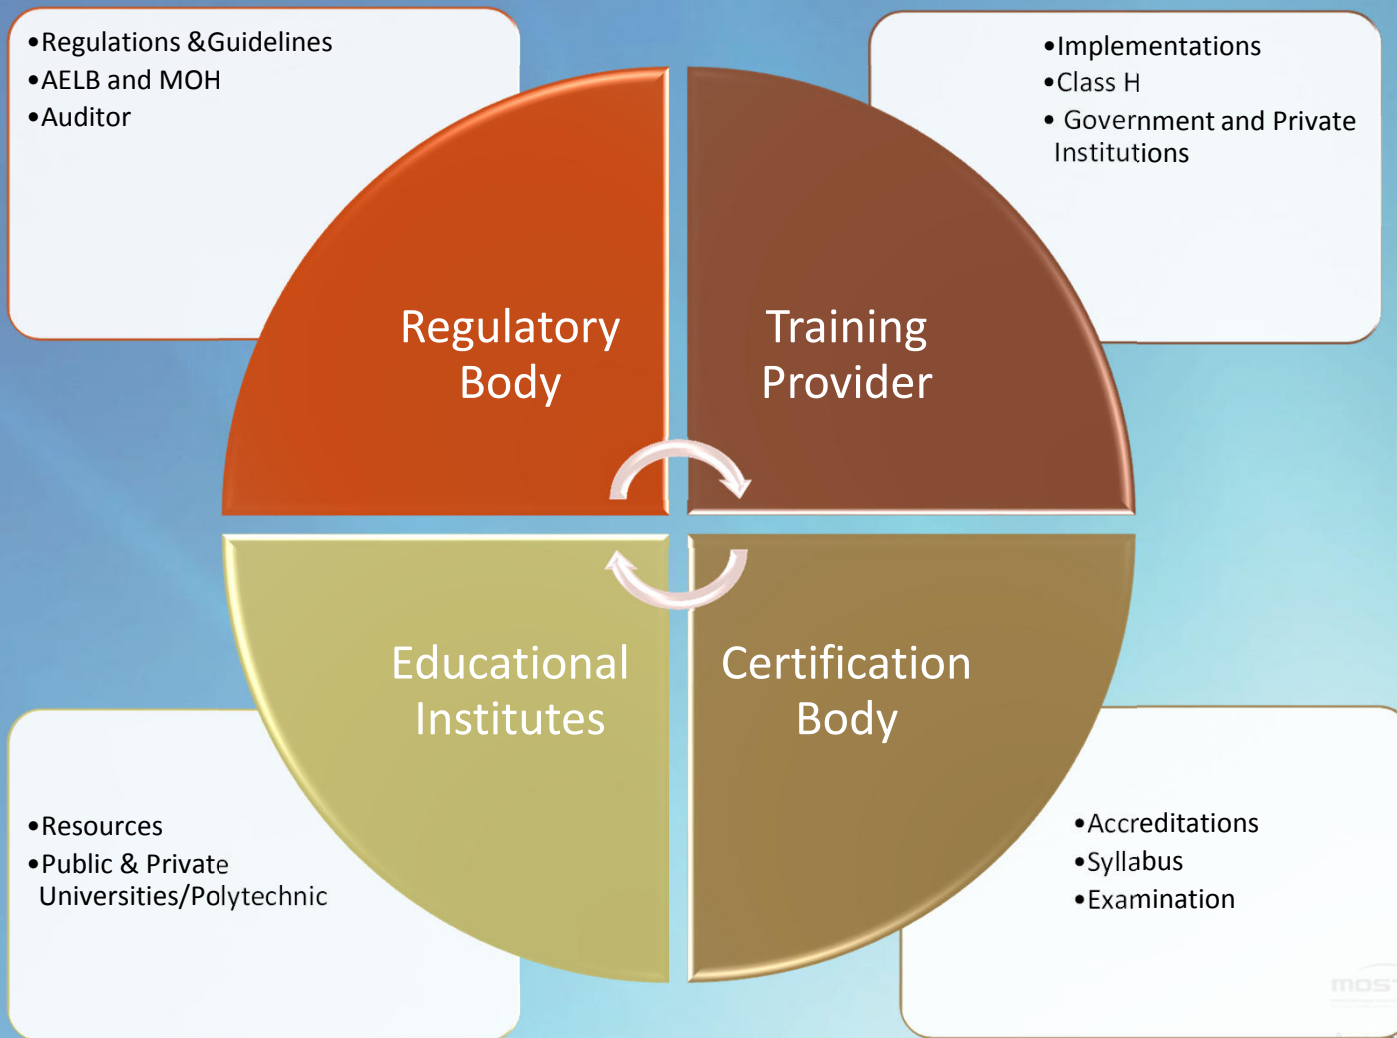 •Regulations &Guidelines
•AELB and MOH
•Auditor
•Implementations
•Class H
• Government and Private
Institutions
Regulatory
Body
Training
Provider
Educational
Institutes
Certification
Body
•Resources
•Public & Private
Universities/Polytechnic
•Accreditations
•Syllabus
•Examination